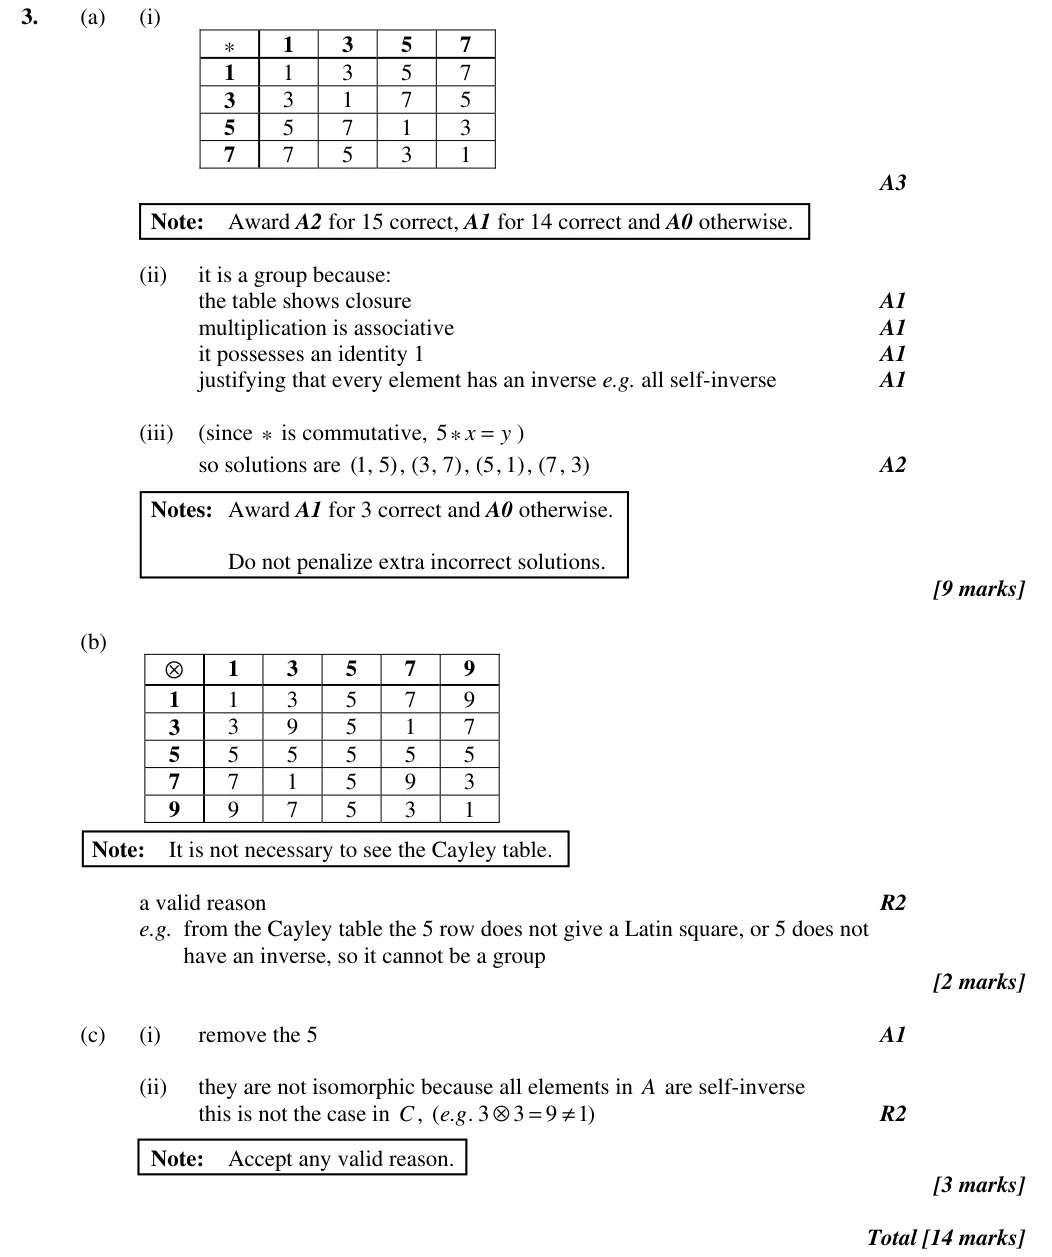 3. (a) (i)
∗ 1 3 5 7
1 1 3 5 7
3 3 1 7 5
5 5 7 1 3
7 7 5 3 1
A3
Note: Award A2 for 15 correct, A1 for 14 correct and A0 otherwise.
(ii) it is a group because:
the table shows closure A1
multiplication is associative A1
it possesses an identity 1 A1
justifying that every element has an inverse e.g. all self-inverse A1
(iii) (since ∗ is commutative, 5∗x = y )
so solutions are (1, 5), (3, 7), (5, 1), (7, 3) A2
Notes: Award A1 for 3 correct and A0 otherwise.
Do not penalize extra incorrect solutions.
[9 marks]
(b)
⊗ 1 3 5 7 9
1 1 3 5 7 9
3 3 9 5 1 7
5 5 5 5 5 5
7 7 1 5 9 3
9 9 7 5 3 1
Note: It is not necessary to see the Cayley table.
a valid reason R2
e.g. from the Cayley table the 5 row does not give a Latin square, or 5 does not
have an inverse, so it cannot be a group
[2 marks]
(c) (i) remove the 5 A1
(ii) they are not isomorphic because all elements in A are self-inverse
this is not the case in C, (e.g. 3⊗3 = 9 ≠ 1) R2
Note: Accept any valid reason.
[3 marks]
Total [14 marks]